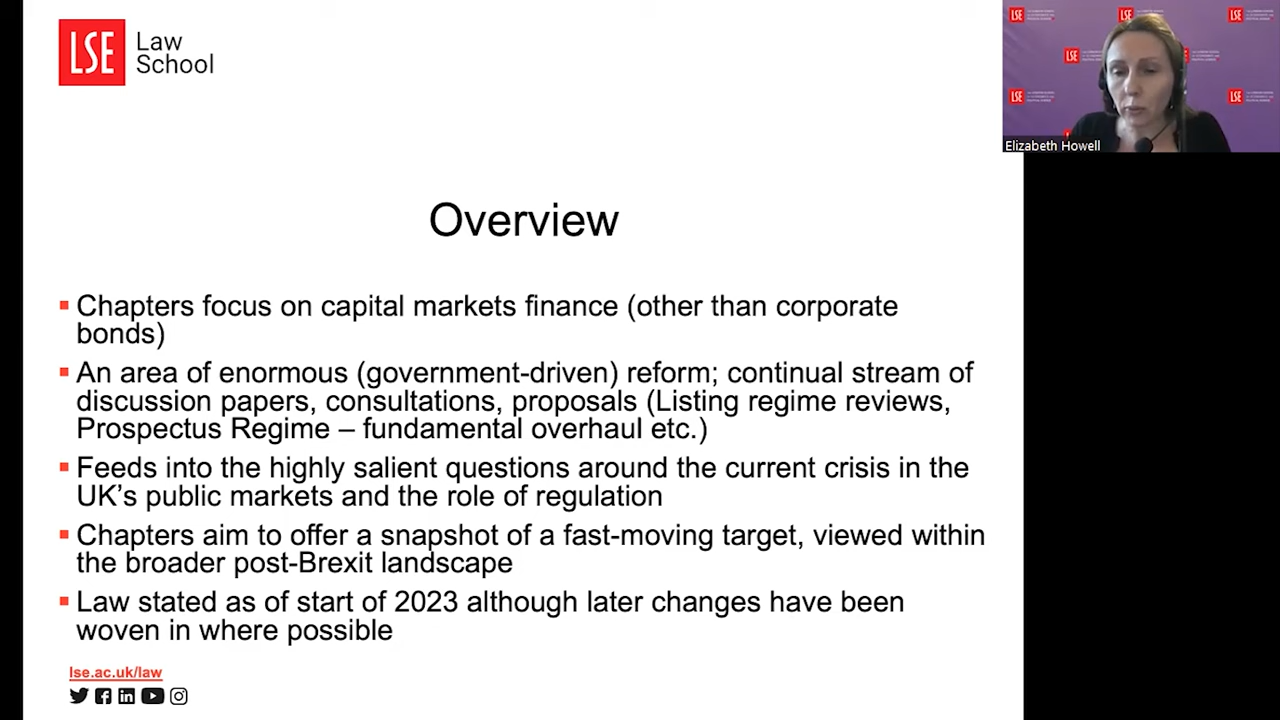 LSE
Law
School
Elizabeth Howell
Overview
Chapters focus on capital markets finance (other than corporate
bonds)
An area of enormous (government-driven) reform; continual stream of
discussion papers, consultations, proposals (Listing regime reviews,
Prospectus Regime – fundamental overhaul etc.)
Feeds into the highly salient questions around the current crisis in the
UK's public markets and the role of regulation
Chapters aim to offer a snapshot of a fast-moving target, viewed within
the broader post-Brexit landscape
Law stated as of start of 2023 although later changes have been
woven in where possible
lse.ac.uk/law